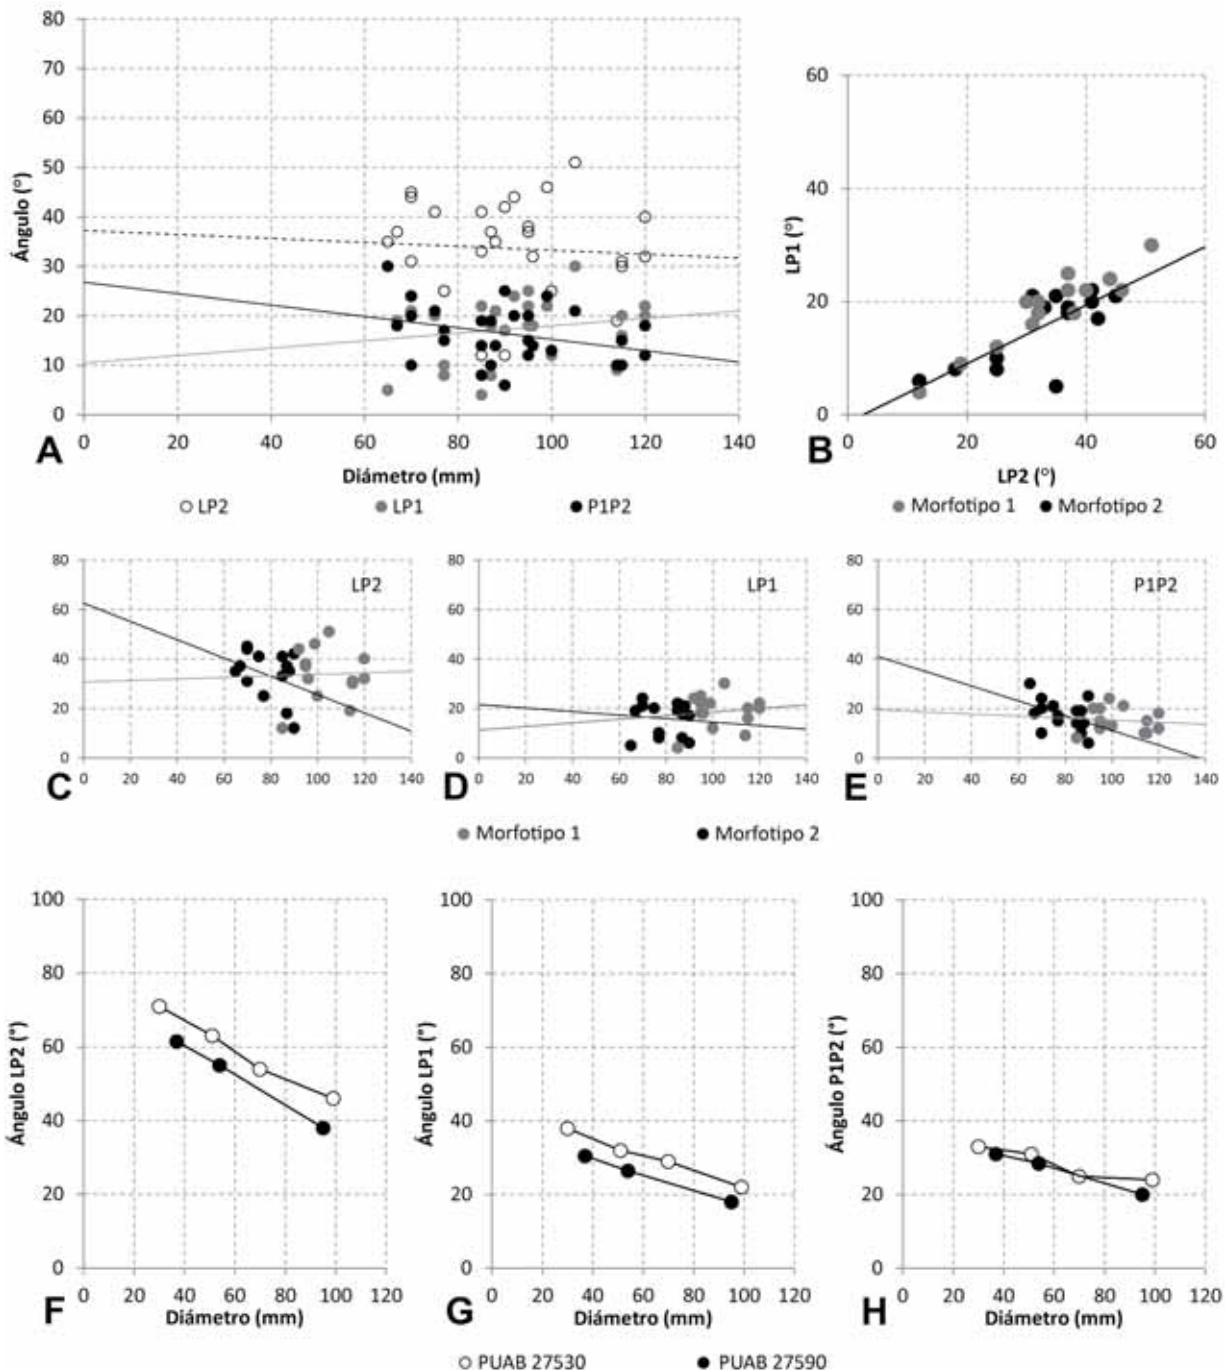 80
70
60
50
40
30
20
10
0
Ángulo (°)
0 20 40 60 80 100 120 140
A
Diámetro (mm)
○ LP2 ● LP1 ● P1P2
60
40
20
0
LP1 (°)
0 20 40 60
B
LP2 (°)
● Morfotipo 1 ● Morfotipo 2
80
60
40
20
0
LP2
0 20 40 60 80 100 120 140
C
80
60
40
20
0
LP1
0 20 40 60 80 100 120 140
D
80
60
40
20
0
P1P2
0 20 40 60 80 100 120 140
E
● Morfotipo 1 ● Morfotipo 2
100
80
60
40
20
0
Ángulo LP2 (°)
0 20 40 60 80 100 120
F
Diámetro (mm)
100
80
60
40
20
0
Ángulo LP1 (°)
0 20 40 60 80 100 120
G
Diámetro (mm)
100
80
60
40
20
0
Ángulo P1P2 (°)
0 20 40 60 80 100 120
H
Diámetro (mm)
○ PUAB 27530 ● PUAB 27590